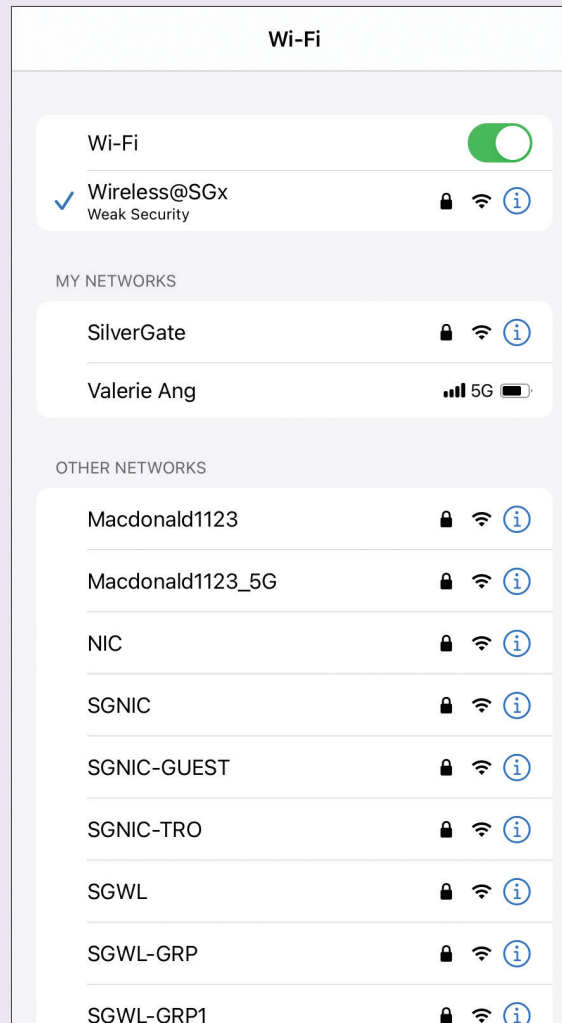 Wi-Fi
Wi-Fi
Wireless@SGx
Weak Security
MY NETWORKS
SilverGate
Valerie Ang 5G
OTHER NETWORKS
Macdonald1123
Macdonald1123_5G
NIC
SGNIC
SGNIC-GUEST
SGNIC-TRO
SGWL
SGWL-GRP
SGWL-GRP1